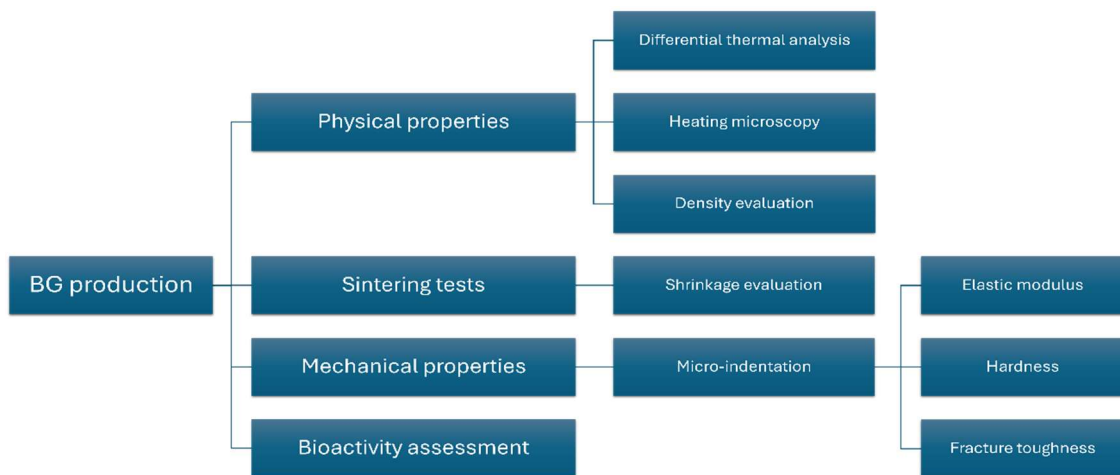 BG production
Physical properties
Differential thermal analysis
Heating microscopy
Density evaluation
Sintering tests
Shrinkage evaluation
Mechanical properties
Micro-indentation
Elastic modulus
Hardness
Fracture toughness
Bioactivity assessment